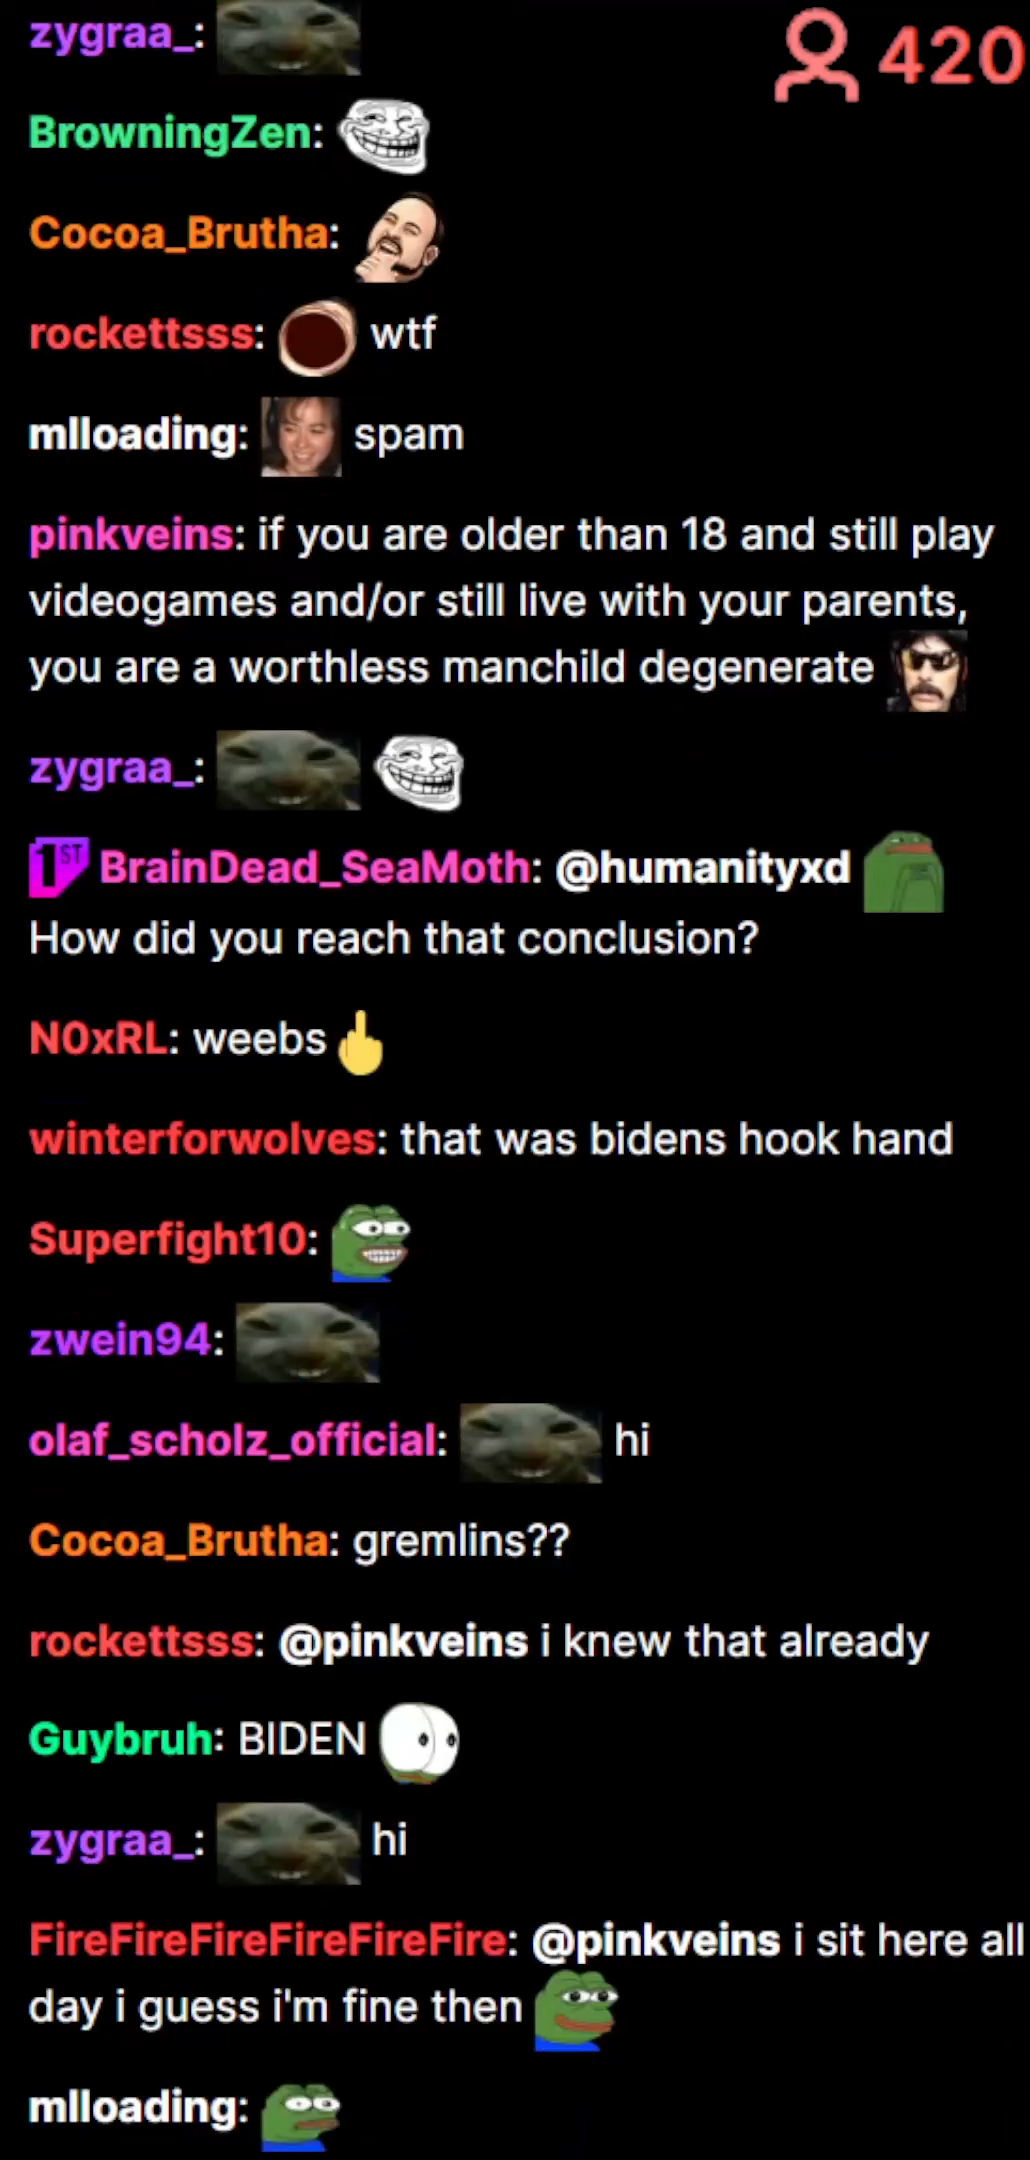 zygraa_:
420
BrowningZen:
Cocoa_Brutha:
rockettsss: wtf
mlloading: spam
pinkveins: if you are older than 18 and still play
videogames and/or still live with your parents,
you are a worthless manchild degenerate
zygraa_:
1ST BrainDead_SeaMoth: @humanityxd
How did you reach that conclusion?
N0xRL: weebs
winterforwolves: that was bidens hook hand
Superfight10:
zwein94:
olaf_scholz_official: hi
Cocoa_Brutha: gremlins??
rockettsss: @pinkveins i knew that already
Guybruh: BIDEN
zygraa_: hi
FireFireFireFireFireFire: @pinkveins i sit here all
day i guess i'm fine then
mlloading: